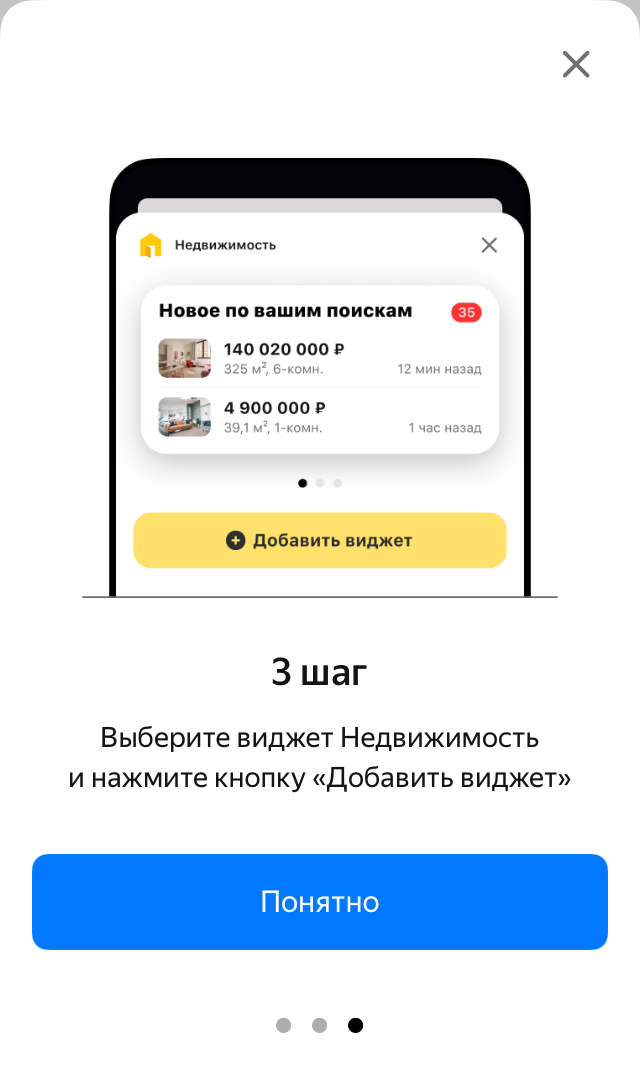 Недвижимость
Новое по вашим поискам 35
140 020 000 ₽
325 м², 6-комн. 12 мин назад
4 900 000 ₽
39,1 м², 1-комн. 1 час назад
Добавить виджет
3 шаг
Выберите виджет Недвижимость
и нажмите кнопку «Добавить виджет»
Понятно